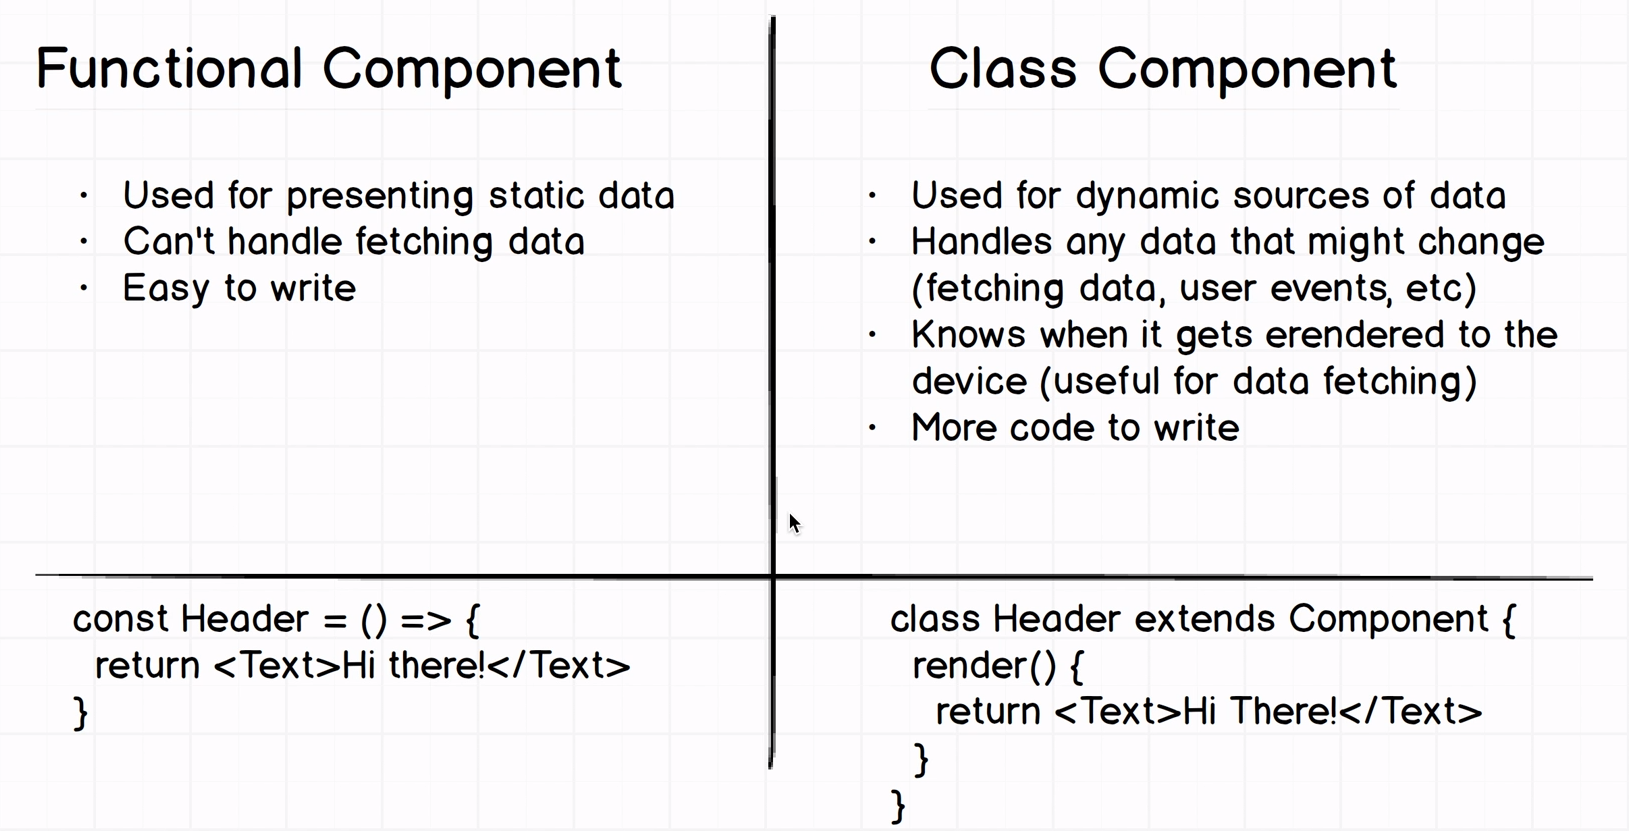 Functional Component
· Used for presenting static data
· Can't handle fetching data
· Easy to write
const Header = () => {
return <Text>Hi there!</Text>
}
Class Component
· Used for dynamic sources of data
· Handles any data that might change
(fetching data, user events, etc)
· Knows when it gets erendered to the
device (useful for data fetching)
· More code to write
class Header extends Component {
render() {
return <Text>Hi There!</Text>
}
}